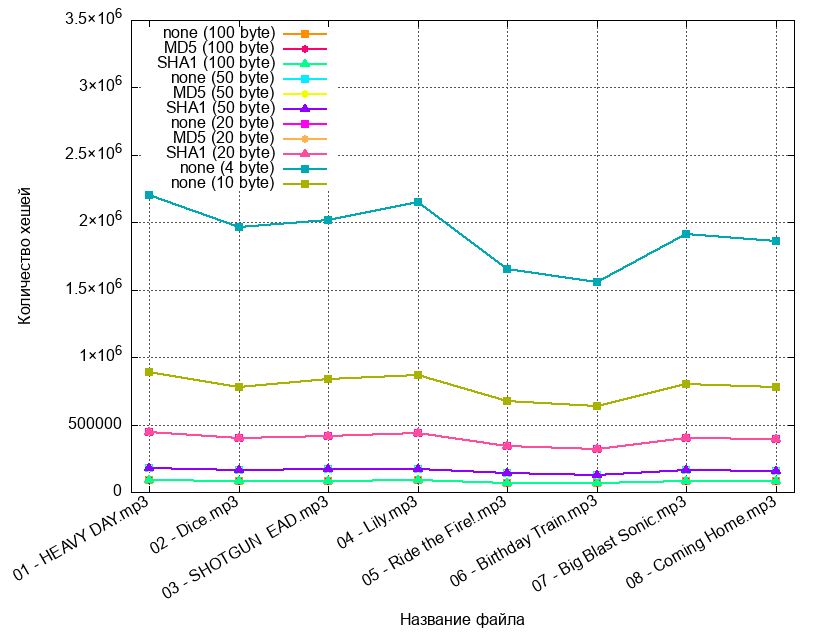 3.5×10⁶
3×10⁶
2.5×10⁶
2×10⁶
1.5×10⁶
1×10⁶
500000
0
Количество хешей
none (100 byte)
MD5 (100 byte)
SHA1 (100 byte)
none (50 byte)
MD5 (50 byte)
SHA1 (50 byte)
none (20 byte)
MD5 (20 byte)
SHA1 (20 byte)
none (4 byte)
none (10 byte)
01 - HEAVY DAY.mp3
02 - Dice.mp3
03 - SHOTGUN  EAD.mp3
04 - Lily.mp3
05 - Ride the Fire!.mp3
06 - Birthday Train.mp3
07 - Big Blast Sonic.mp3
08 - Coming Home.mp3
Название файла